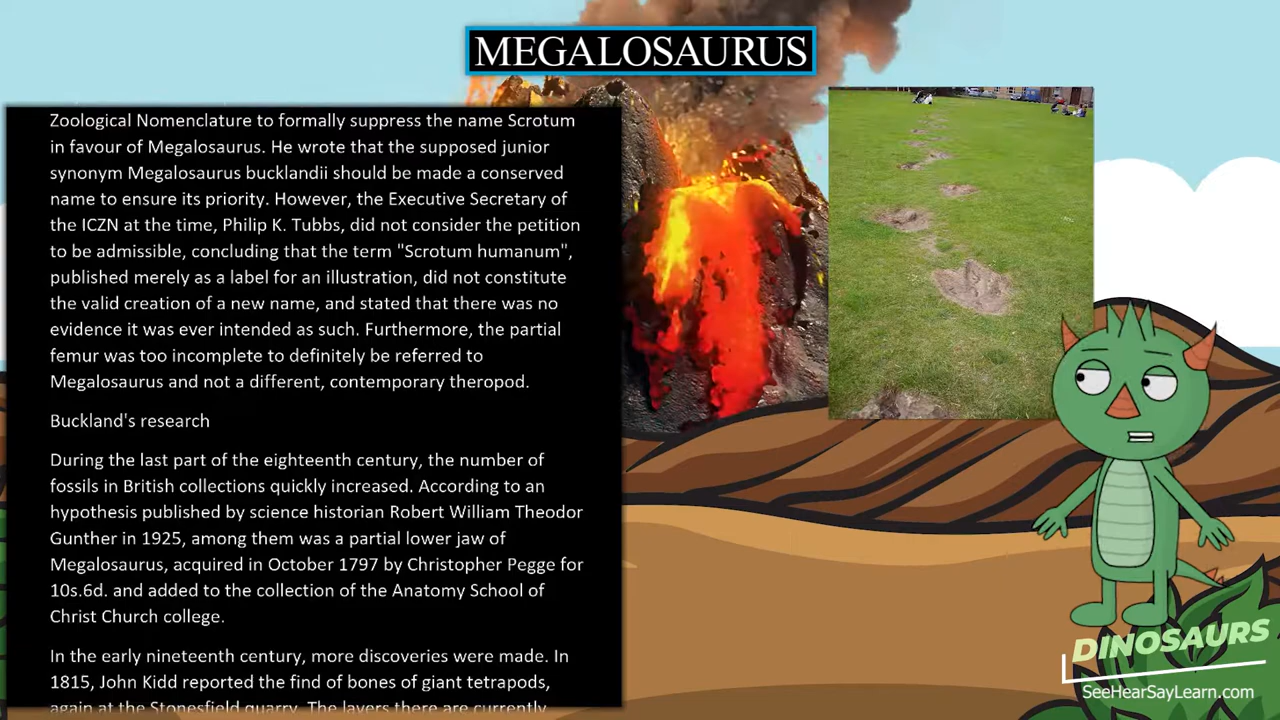 MEGALOSAURUS
Zoological Nomenclature to formally suppress the name Scrotum
in favour of Megalosaurus. He wrote that the supposed junior
synonym Megalosaurus bucklandii should be made a conserved
name to ensure its priority. However, the Executive Secretary of
the ICZN at the time, Philip K. Tubbs, did not consider the petition
to be admissible, concluding that the term "Scrotum humanum",
published merely as a label for an illustration, did not constitute
the valid creation of a new name, and stated that there was no
evidence it was ever intended as such. Furthermore, the partial
femur was too incomplete to definitely be referred to
Megalosaurus and not a different, contemporary theropod.
Buckland's research
During the last part of the eighteenth century, the number of
fossils in British collections quickly increased. According to an
hypothesis published by science historian Robert William Theodor
Gunther in 1925, among them was a partial lower jaw of
Megalosaurus, acquired in October 1797 by Christopher Pegge for
10s.6d. and added to the collection of the Anatomy School of
Christ Church college.
In the early nineteenth century, more discoveries were made. In
1815, John Kidd reported the find of bones of giant tetrapods,
again at the Stonesfield quarry. The layers there are currently
DINOSAURS
SeeHearSayLearn.com